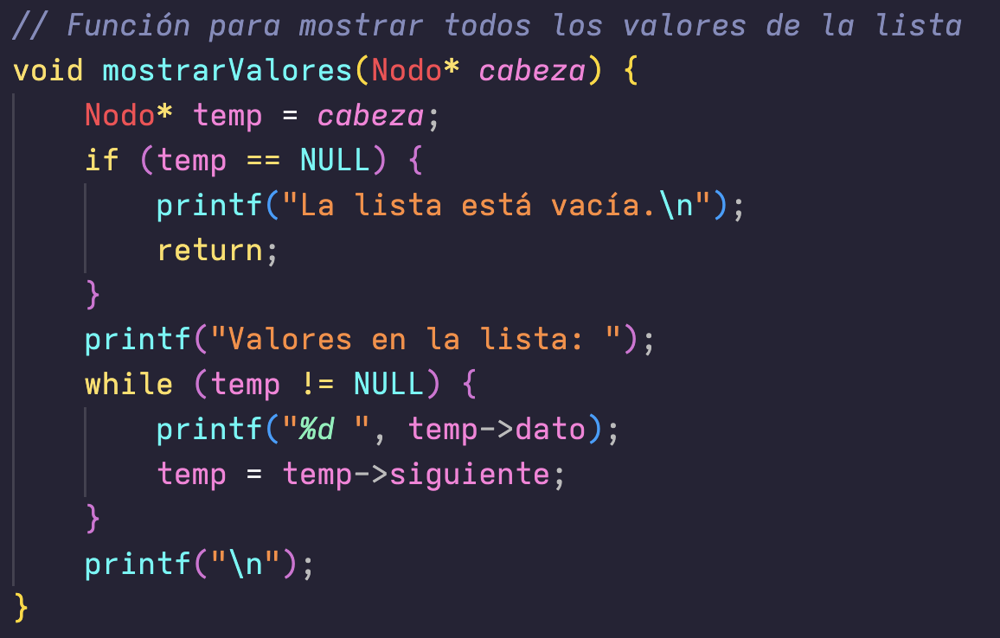 // Función para mostrar todos los valores de la lista
void mostrarValores(Nodo* cabeza) {
    Nodo* temp = cabeza;
    if (temp == NULL) {
        printf("La lista está vacía.\n");
        return;
    }
    printf("Valores en la lista: ");
    while (temp != NULL) {
        printf("%d ", temp->dato);
        temp = temp->siguiente;
    }
    printf("\n");
}